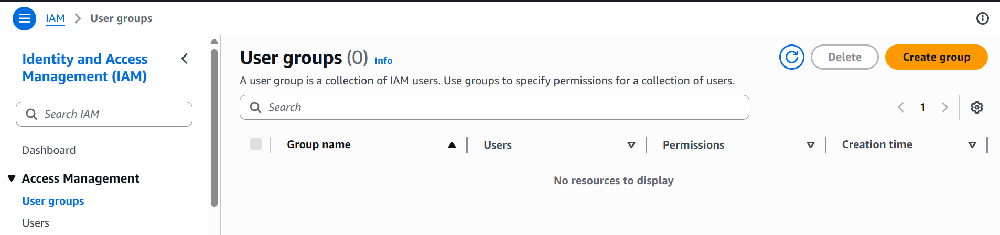 IAM > User groups
Identity and Access
Management (IAM)
Search IAM
Dashboard
Access Management
User groups
Users
User groups (0) Info
Delete
Create group
A user group is a collection of IAM users. Use groups to specify permissions for a collection of users.
Search
1
Group name
Users
Permissions
Creation time
No resources to display